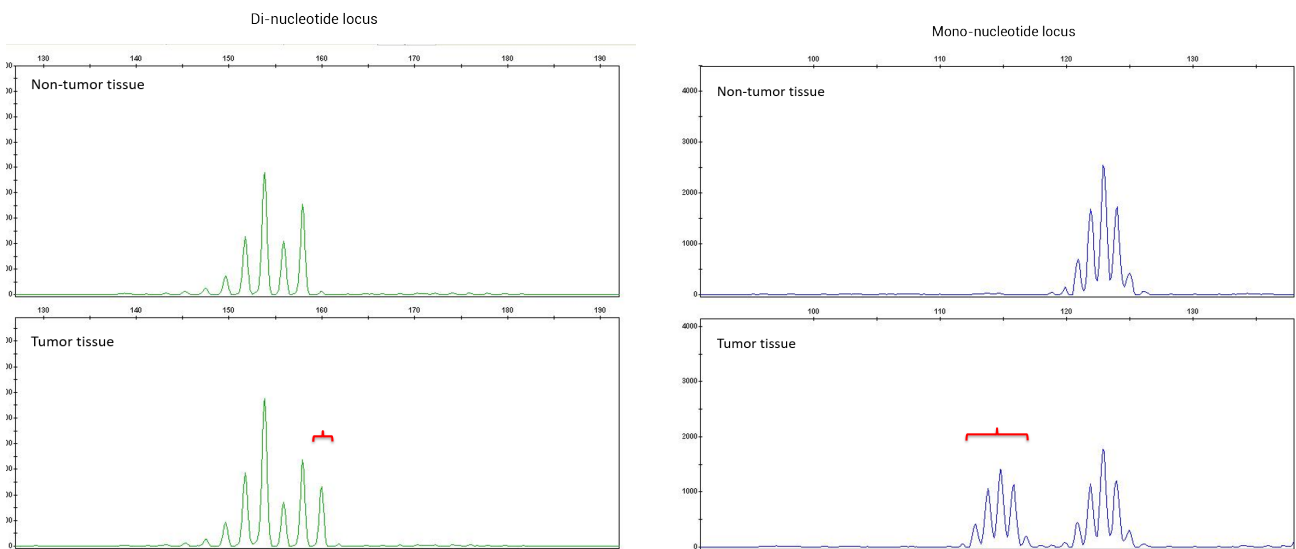 Di-nucleotide locus
Mono-nucleotide locus
130 140 150 160 170 180 190
Non-tumor tissue
0
130 140 150 160 170 180 190
Tumor tissue
0
100 110 120 130
4000
Non-tumor tissue
3000
2000
1000
0
100 110 120 130
4000
Tumor tissue
3000
2000
1000
0